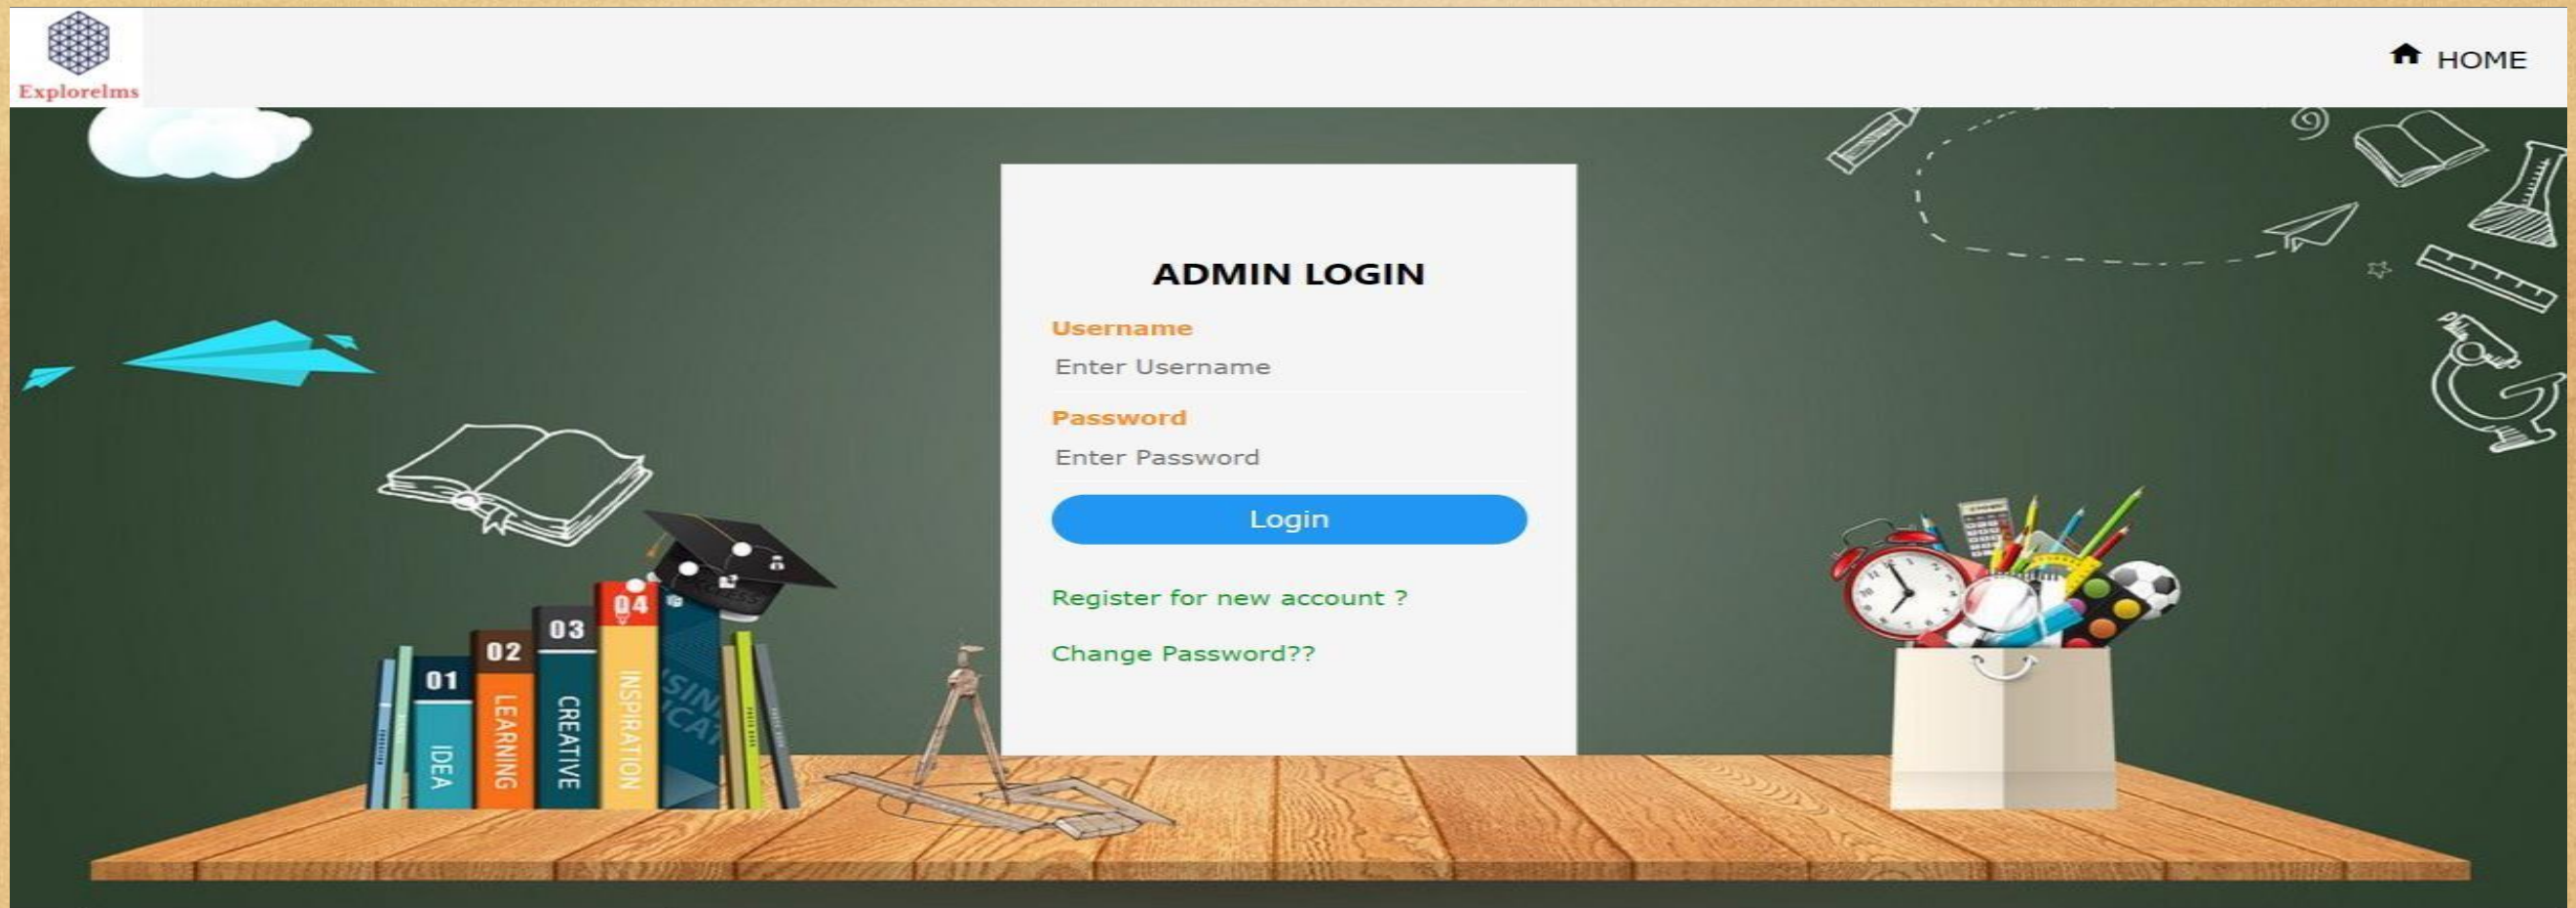 Explorelms
HOME
ADMIN LOGIN
Username
Enter Username
Password
Enter Password
Login
Register for new account ?
Change Password??
01
IDEA
02
LEARNING
03
CREATIVE
04
INSPIRATION